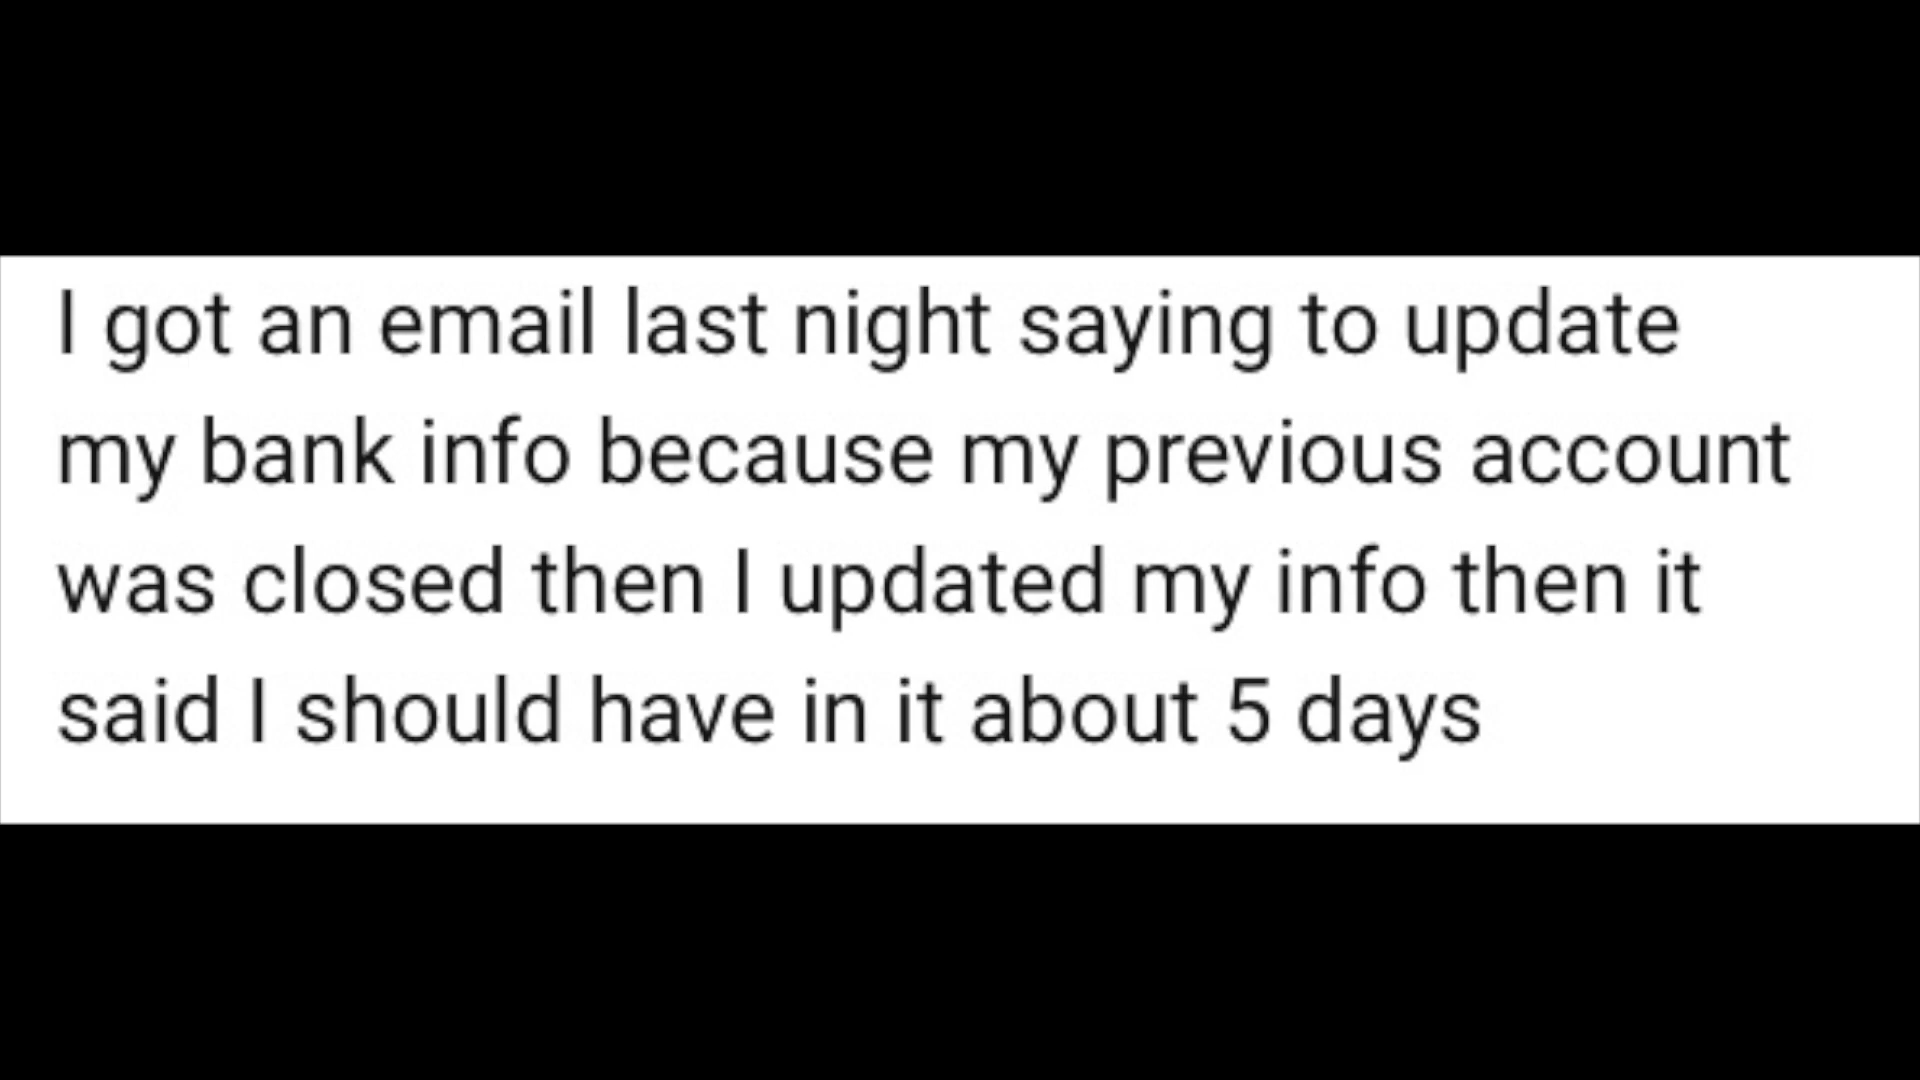 I got an email last night saying to update
my bank info because my previous account
was closed then I updated my info then it
said I should have in it about 5 days